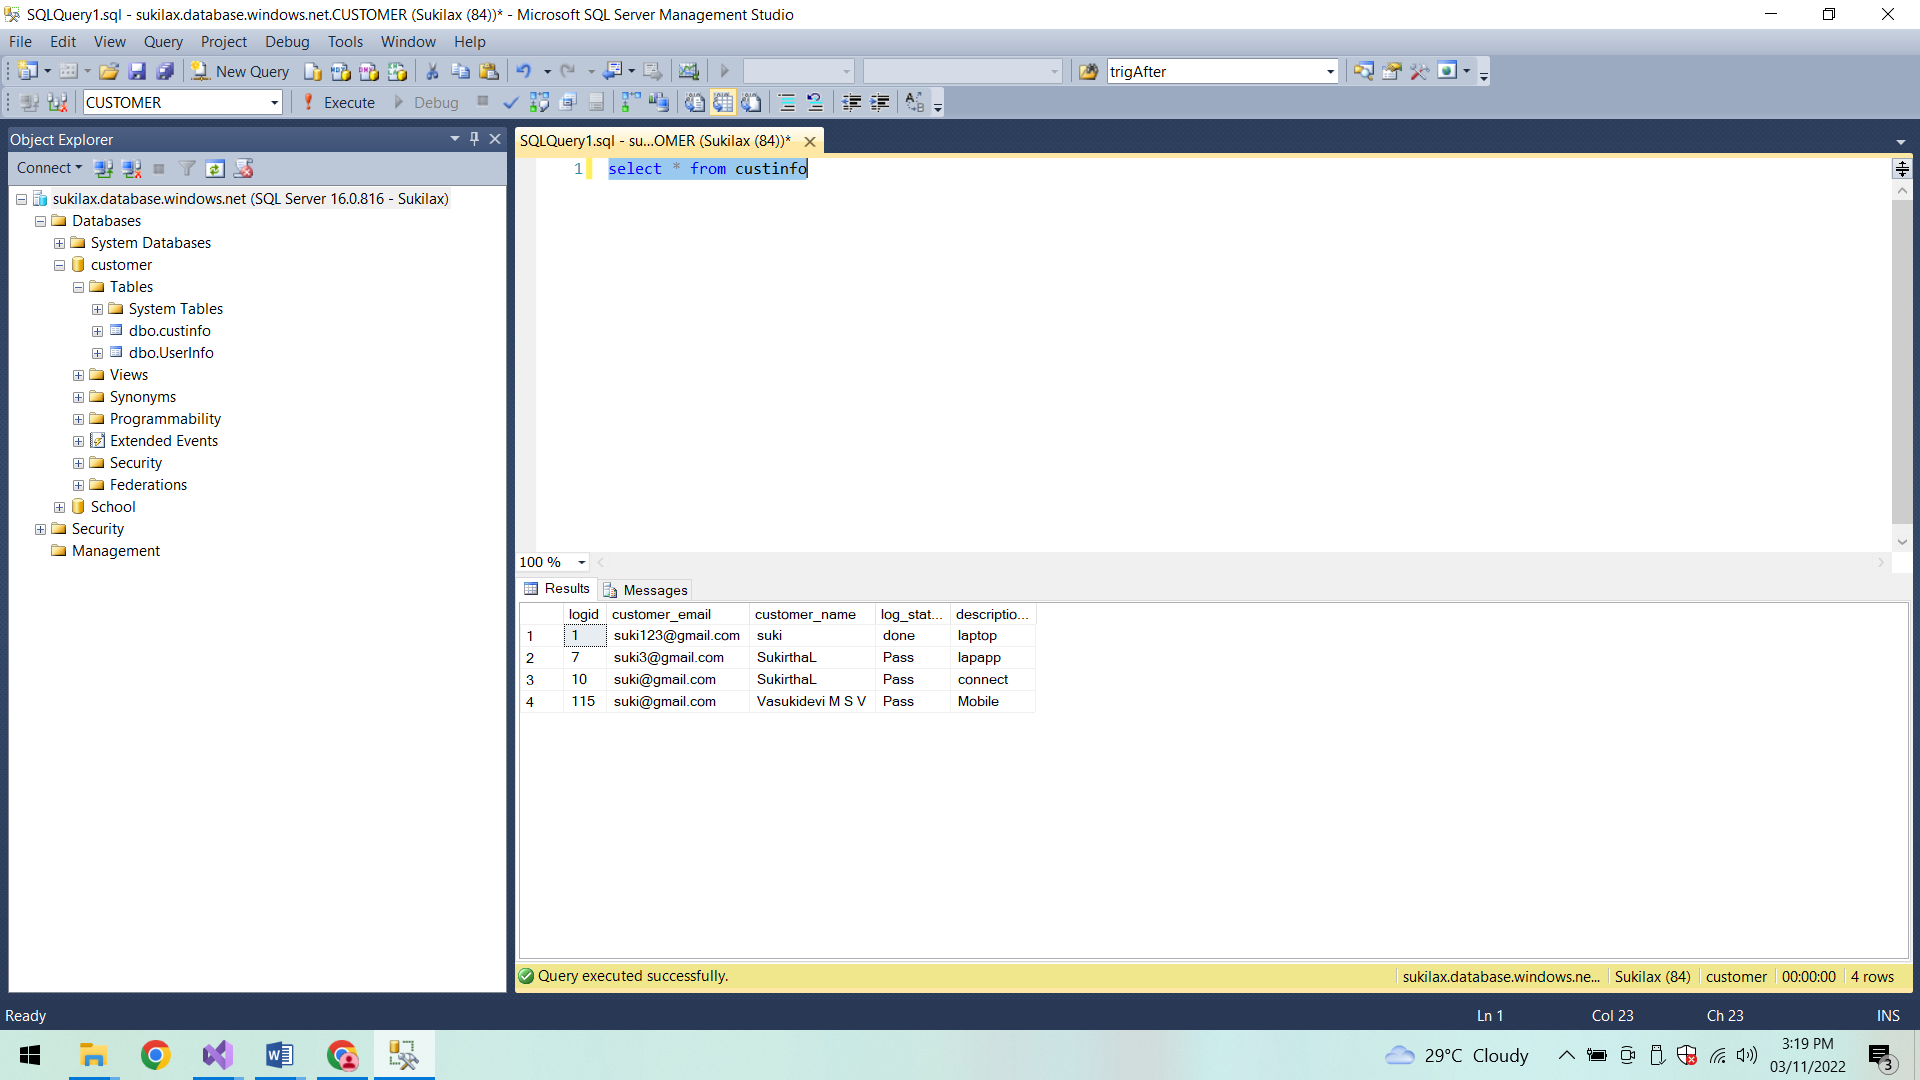 SQLQuery1.sql - sukilax.database.windows.net.CUSTOMER (Sukilax (84))* - Microsoft SQL Server Management Studio
File Edit View Query Project Debug Tools Window Help
New Query trigAfter
CUSTOMER Execute Debug
Object Explorer
Connect
sukilax.database.windows.net (SQL Server 16.0.816 - Sukilax)
Databases
System Databases
customer
Tables
System Tables
dbo.custinfo
dbo.UserInfo
Views
Synonyms
Programmability
Extended Events
Security
Federations
School
Security
Management
SQLQuery1.sql - su...OMER (Sukilax (84))*
1 select * from custinfo
100 %
Results Messages
logid customer_email customer_name log_stat... descriptio...
1 1 suki123@gmail.com suki done laptop
2 7 suki3@gmail.com SukirthaL Pass lapapp
3 10 suki@gmail.com SukirthaL Pass connect
4 115 suki@gmail.com Vasukidevi M S V Pass Mobile
Query executed successfully. sukilax.database.windows.ne... Sukilax (84) customer 00:00:00 4 rows
Ready Ln 1 Col 23 Ch 23 INS
29°C Cloudy 3:19 PM
03/11/2022 3